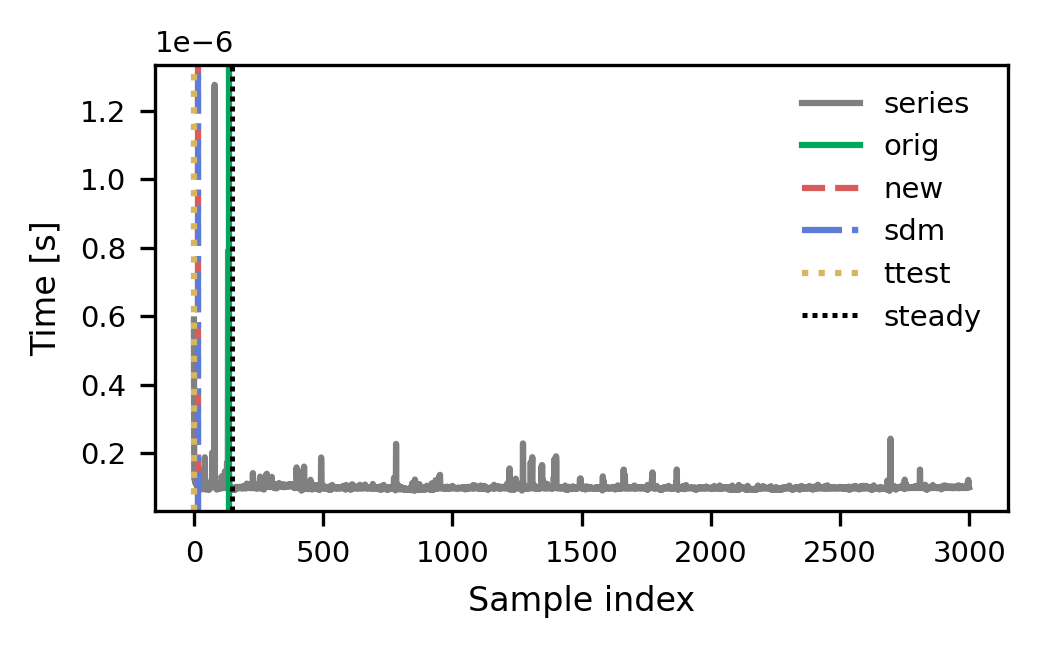 1e−6
1.2
1.0
0.8
0.6
0.4
0.2
Time [s]
series
orig
new
sdm
ttest
steady
0 500 1000 1500 2000 2500 3000
Sample index